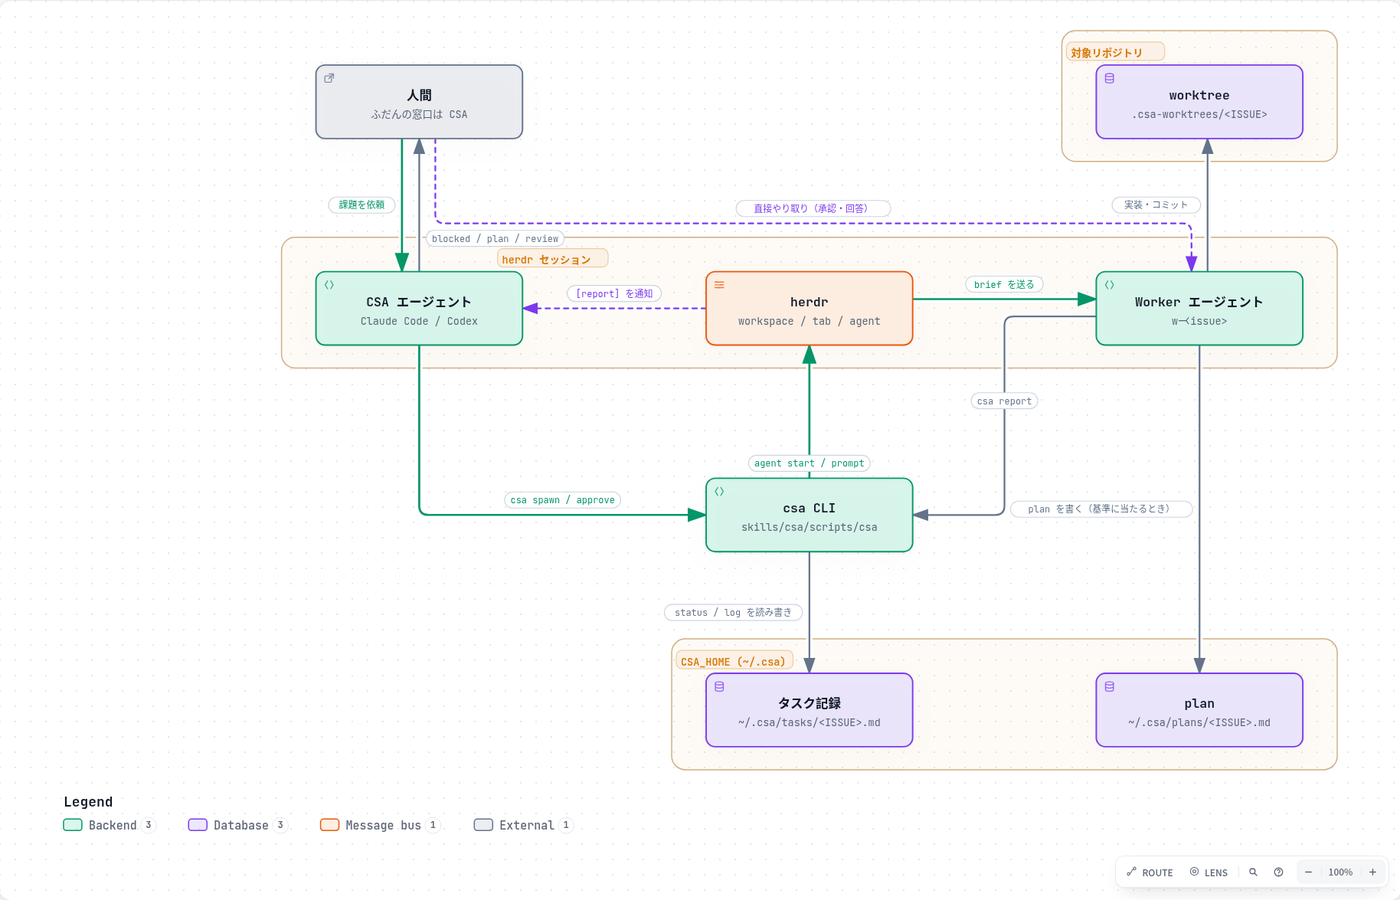 対象リポジトリ
人間
ふだんの窓口は CSA
worktree
.csa-worktrees/<ISSUE>
課題を依頼
直接やり取り（承認・回答）
実装・コミット
blocked / plan / review
herdr セッション
CSA エージェント
Claude Code / Codex
[report] を通知
herdr
workspace / tab / agent
brief を送る
Worker エージェント
w-<issue>
csa report
agent start / prompt
csa spawn / approve
csa CLI
skills/csa/scripts/csa
plan を書く（基準に当たるとき）
status / log を読み書き
CSA_HOME (~/.csa)
タスク記録
~/.csa/tasks/<ISSUE>.md
plan
~/.csa/plans/<ISSUE>.md
Legend
Backend 3
Database 3
Message bus 1
External 1
ROUTE
LENS
100%